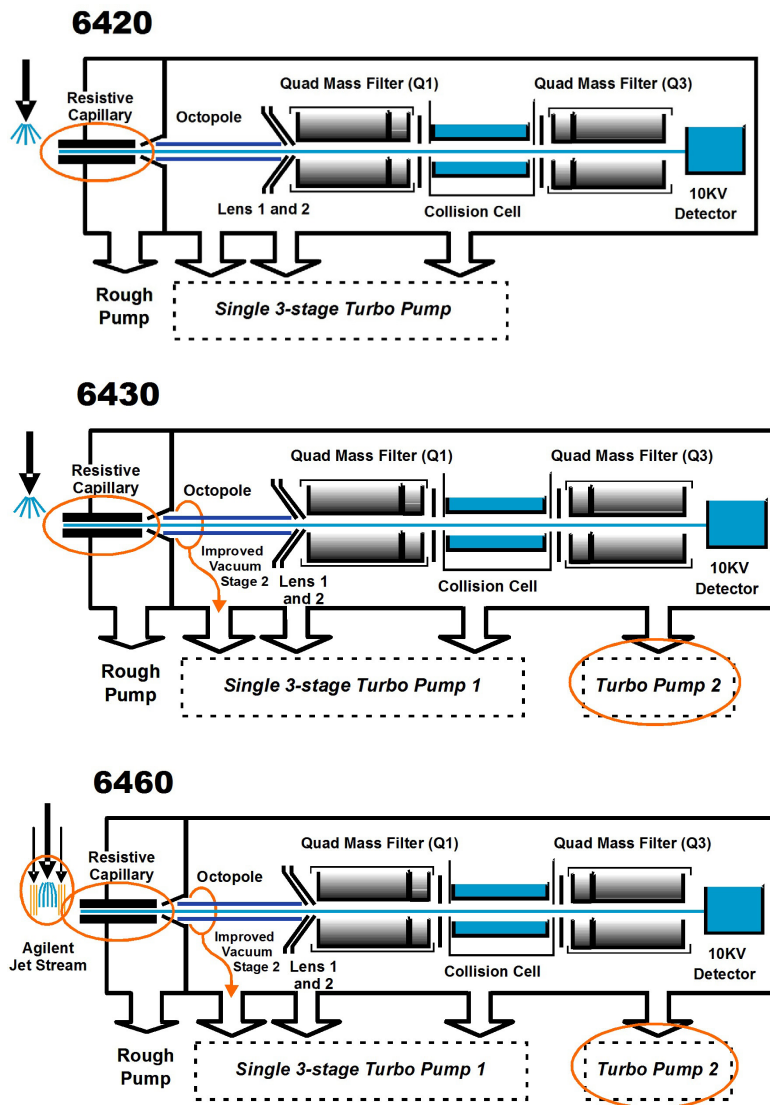 6420
Quad Mass Filter (Q1)
Quad Mass Filter (Q3)
Resistive
Capillary
Octopole
Lens 1 and 2
Collision Cell
10KV
Detector
Rough
Pump
Single 3-stage Turbo Pump
6430
Quad Mass Filter (Q1)
Quad Mass Filter (Q3)
Resistive
Capillary
Octopole
Improved
Vacuum
Stage 2
Lens 1
and 2
Collision Cell
10KV
Detector
Rough
Pump
Single 3-stage Turbo Pump 1
Turbo Pump 2
6460
Quad Mass Filter (Q1)
Quad Mass Filter (Q3)
Resistive
Capillary
Octopole
Agilent
Jet Stream
Improved
Vacuum
Stage 2
Lens 1
and 2
Collision Cell
10KV
Detector
Rough
Pump
Single 3-stage Turbo Pump 1
Turbo Pump 2